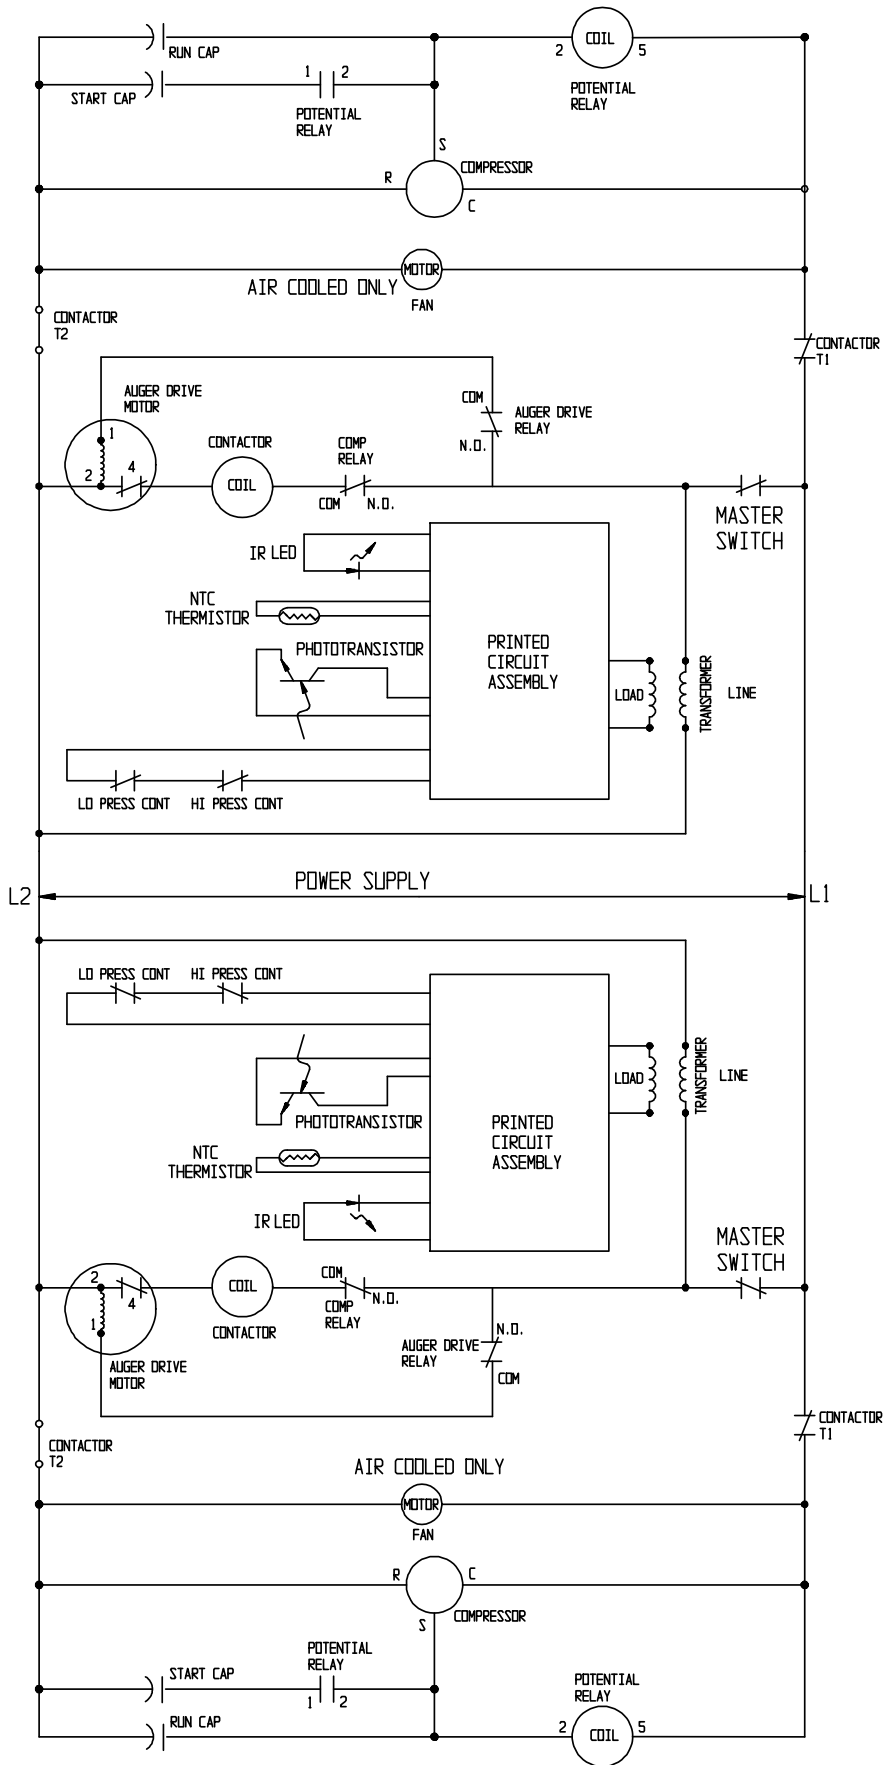 RUN CAP
2
COIL
5
START CAP
1
2
POTENTIAL
RELAY
POTENTIAL
RELAY
S
COMPRESSOR
R
C
MOTOR
AIR COOLED ONLY
FAN
CONTACTOR
T2
CONTACTOR
T1
AUGER DRIVE
MOTOR
COM
AUGER DRIVE
RELAY
N.O.
1
2
4
CONTACTOR
COIL
COMP
RELAY
COM
N.O.
MASTER
SWITCH
IR LED
NTC
THERMISTOR
PHOTOTRANSISTOR
PRINTED
CIRCUIT
ASSEMBLY
LOAD
TRANSFORMER
LINE
LO PRESS CONT
HI PRESS CONT
POWER SUPPLY
L2
L1
LO PRESS CONT
HI PRESS CONT
LOAD
TRANSFORMER
LINE
PHOTOTRANSISTOR
PRINTED
CIRCUIT
ASSEMBLY
NTC
THERMISTOR
IR LED
MASTER
SWITCH
2
4
1
COIL
CONTACTOR
COM
N.O.
COMP
RELAY
N.O.
AUGER DRIVE
RELAY
COM
AUGER DRIVE
MOTOR
CONTACTOR
T1
CONTACTOR
T2
AIR COOLED ONLY
MOTOR
FAN
R
C
S
COMPRESSOR
POTENTIAL
RELAY
START CAP
1
2
POTENTIAL
RELAY
RUN CAP
2
COIL
5